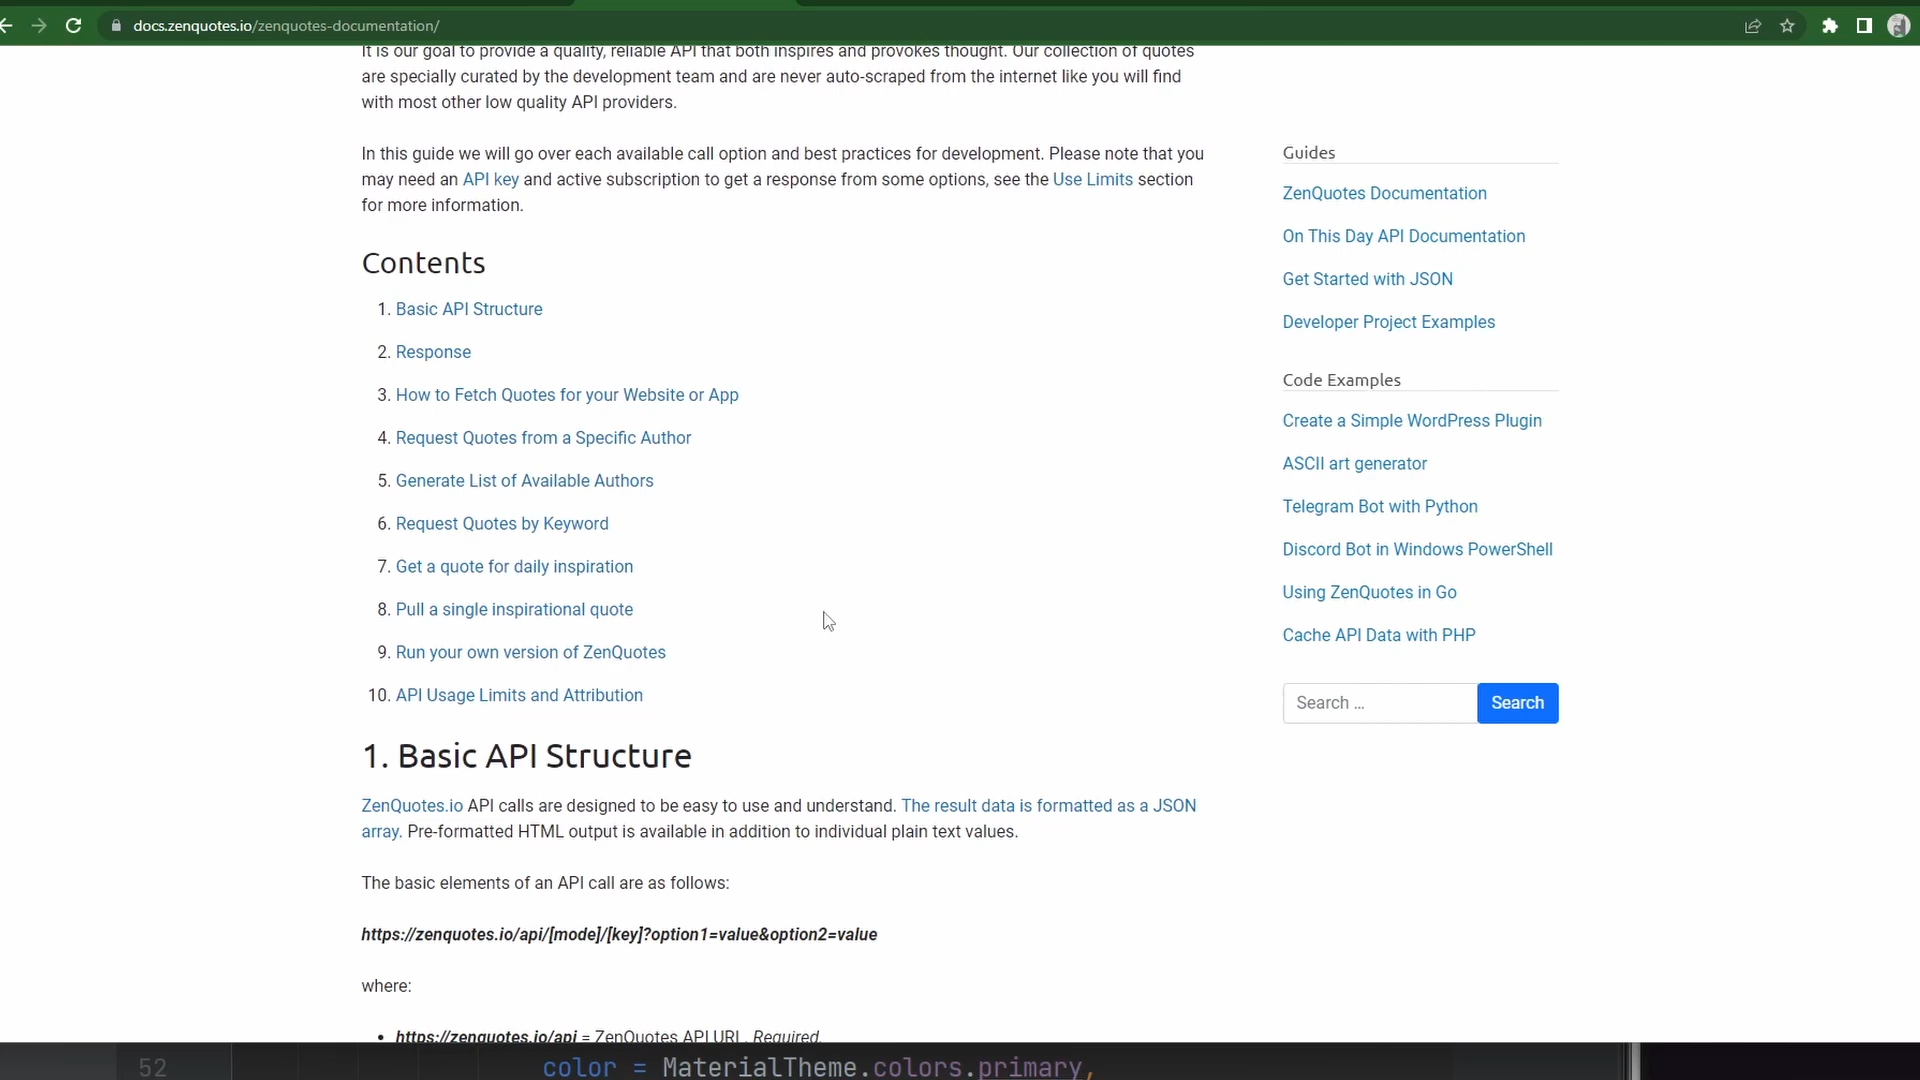 docs.zenquotes.io/zenquotes-documentation/
It is our goal to provide a quality, reliable API that both inspires and provokes thought. Our collection of quotes
are specially curated by the development team and are never auto-scraped from the internet like you will find
with most other low quality API providers.
In this guide we will go over each available call option and best practices for development. Please note that you
may need an API key and active subscription to get a response from some options, see the Use Limits section
for more information.
Contents
1. Basic API Structure
2. Response
3. How to Fetch Quotes for your Website or App
4. Request Quotes from a Specific Author
5. Generate List of Available Authors
6. Request Quotes by Keyword
7. Get a quote for daily inspiration
8. Pull a single inspirational quote
9. Run your own version of ZenQuotes
10. API Usage Limits and Attribution
1. Basic API Structure
ZenQuotes.io API calls are designed to be easy to use and understand. The result data is formatted as a JSON
array. Pre-formatted HTML output is available in addition to individual plain text values.
The basic elements of an API call are as follows:
https://zenquotes.io/api/[mode]/[key]?option1=value&option2=value
where:
• https://zenquotes.io/api = ZenQuotes API URL. Required.
Guides
ZenQuotes Documentation
On This Day API Documentation
Get Started with JSON
Developer Project Examples
Code Examples
Create a Simple WordPress Plugin
ASCII art generator
Telegram Bot with Python
Discord Bot in Windows PowerShell
Using ZenQuotes in Go
Cache API Data with PHP
Search …
Search
52 color = MaterialTheme.colors.primary,